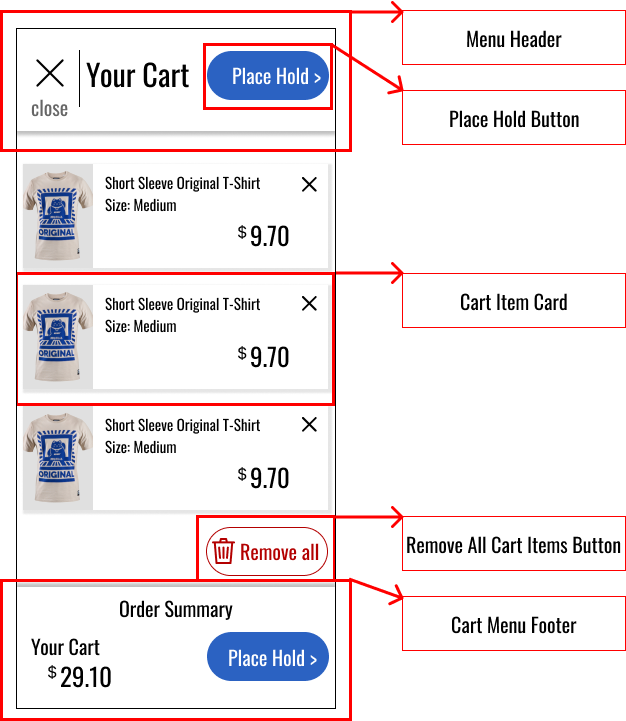 Menu Header
Your Cart
Place Hold >
close
Place Hold Button
Short Sleeve Original T-Shirt
Size: Medium
$ 9.70
ORIGINAL
Cart Item Card
Short Sleeve Original T-Shirt
Size: Medium
$ 9.70
ORIGINAL
Short Sleeve Original T-Shirt
Size: Medium
$ 9.70
ORIGINAL
Remove all
Remove All Cart Items Button
Order Summary
Your Cart
$ 29.10
Place Hold >
Cart Menu Footer